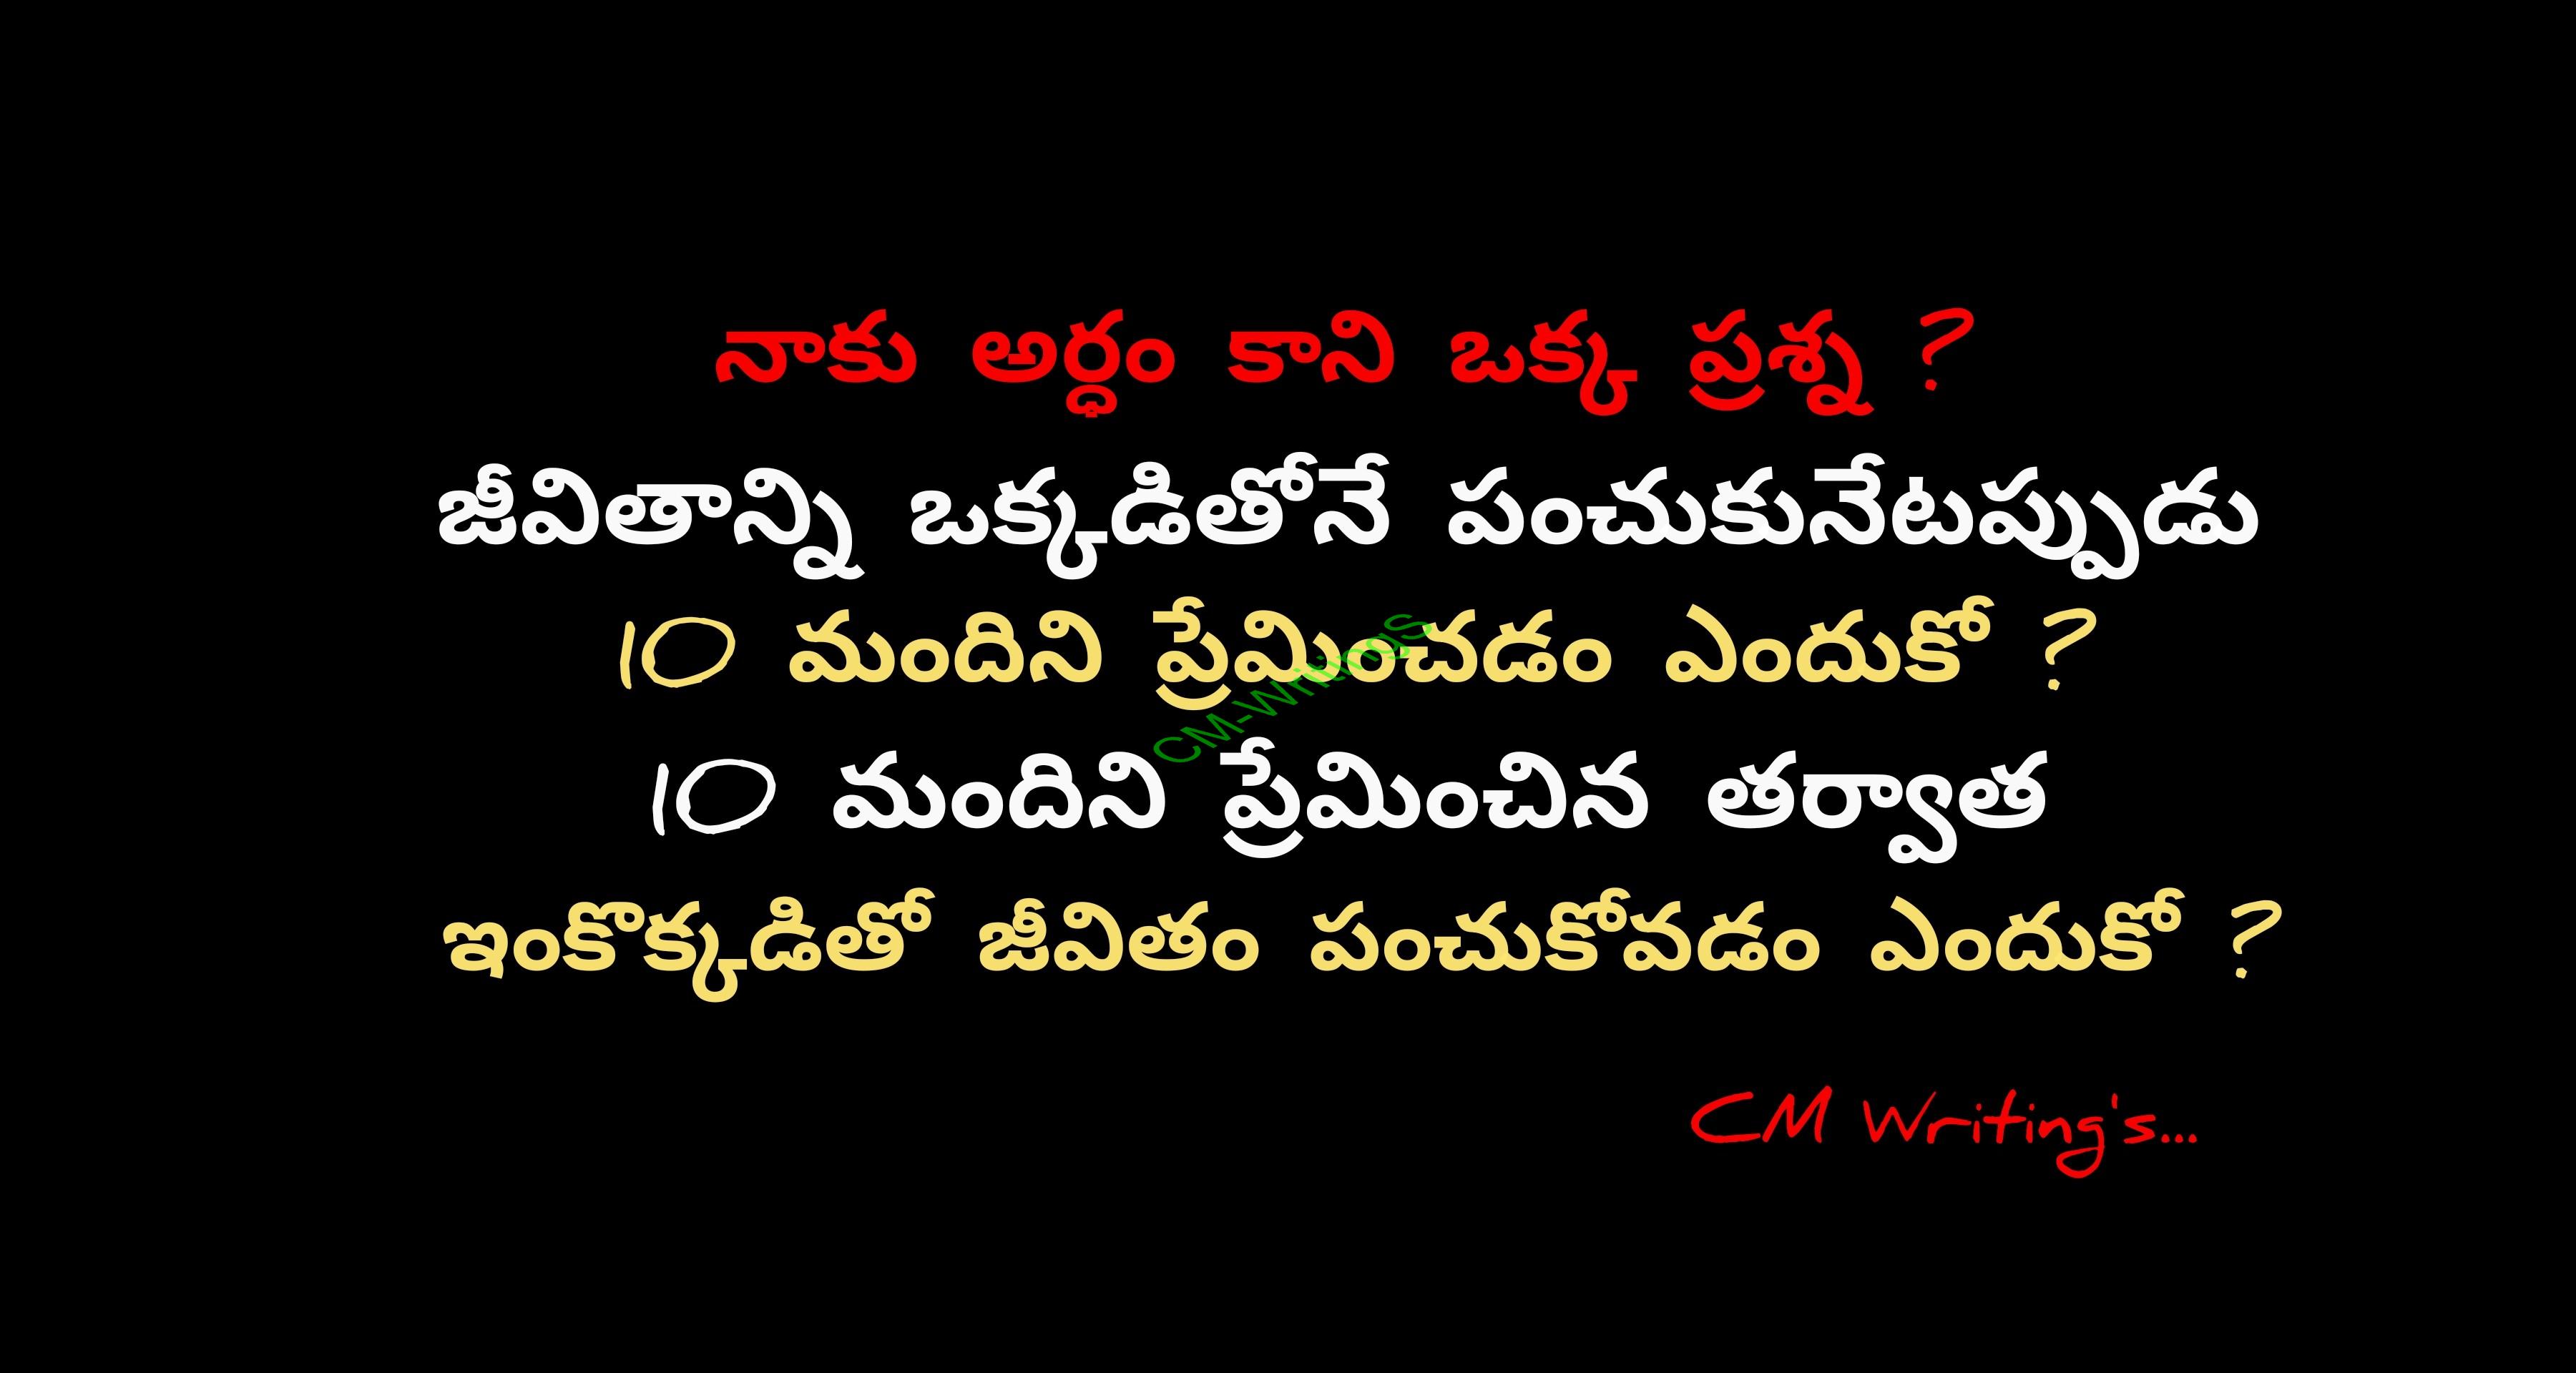 నాకు అర్ధం కాని ఒక్క ప్రశ్న ?
జీవితాన్ని ఒక్కడితోనే పంచుకునేటప్పుడు
10 మందిని ప్రేమించడం ఎందుకో ?
CM-Writings
10 మందిని ప్రేమించిన తర్వాత
ఇంకొక్కడితో జీవితం పంచుకోవడం ఎందుకో ?
CM Writing's...